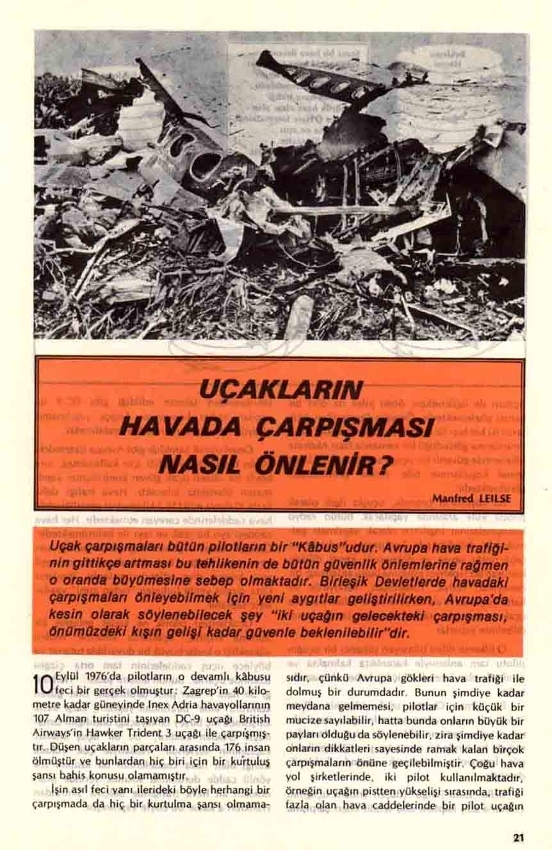 UÇAKLARIN
HAVADA ÇARPIŞMASI
NASIL ÖNLENİR?
Manfred LEILSE
Uçak çarpışmaları bütün pilotların bir "Kâbus"udur. Avrupa hava trafiği-
nin gittikçe artması bu tehlikenin de bütün güvenlik önlemlerine rağmen
o oranda büyümesine sebep olmaktadır. Birleşik Devletlerde havadaki
çarpışmaları önleyebilmek için yeni aygıtlar geliştirilirken, Avrupa'da
kesin olarak söylenebilecek şey "iki uçağın gelecekteki çarpışması,
önümüzdeki kışın gelişi kadar güvenle beklenilebilir"dir.
10 Eylül 1976'da pilotların o devamlı kâbusu
feci bir gerçek olmuştur: Zagrep'in 40 kilo-
metre kadar güneyinde Inex Adria havayollarının
107 Alman turistini taşıyan DC-9 uçağı British
Airways'in Hawker Trident 3 uçağı ile çarpışmış-
tır. Düşen uçakların parçaları arasında 176 insan
ölmüştür ve bunlardan hiç biri için bir kurtuluş
şansı bahis konusu olamamıştır.
İşin asıl feci yanı ilerideki böyle herhangi bir
çarpışmada da hiç bir kurtulma şansı olmama-
sıdır, çünkü Avrupa gökleri hava trafiği ile
dolmuş bir durumdadır. Bunun şimdiye kadar
meydana gelmemesi, pilotlar için küçük bir
mucize sayılabilir, hatta bunda onların büyük bir
payları olduğu da söylenebilir, zira şimdiye kadar
onların dikkatleri sayesinde ramak kalan birçok
çarpışmaların önüne geçilebilmiştir. Çoğu hava
yol şirketlerinde, iki pilot kullanılmaktadır,
örneğin uçağın pistten yükselişi sırasında, trafiği
fazla olan hava caddelerinde bir pilot uçağın
21